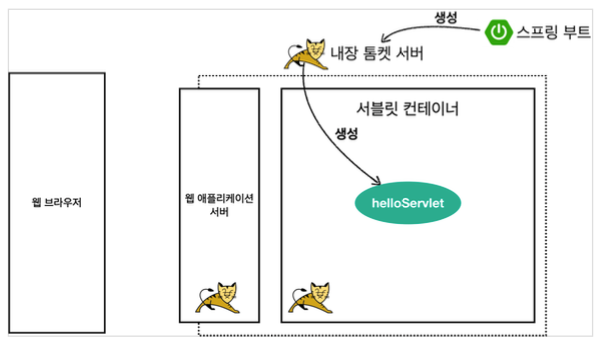 생성
스프링 부트
내장 톰켓 서버
서블릿 컨테이너
생성
웹 브라우저
웹 애플리케이션
서버
helloServlet